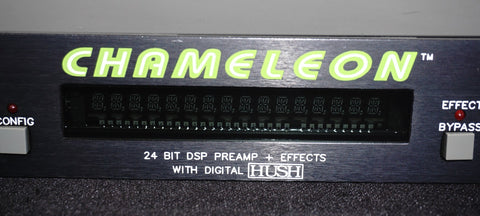 CHAMELEON™
CONFIG
EFFECT
BYPASS
24 BIT DSP PREAMP + EFFECTS
WITH DIGITAL HUSH